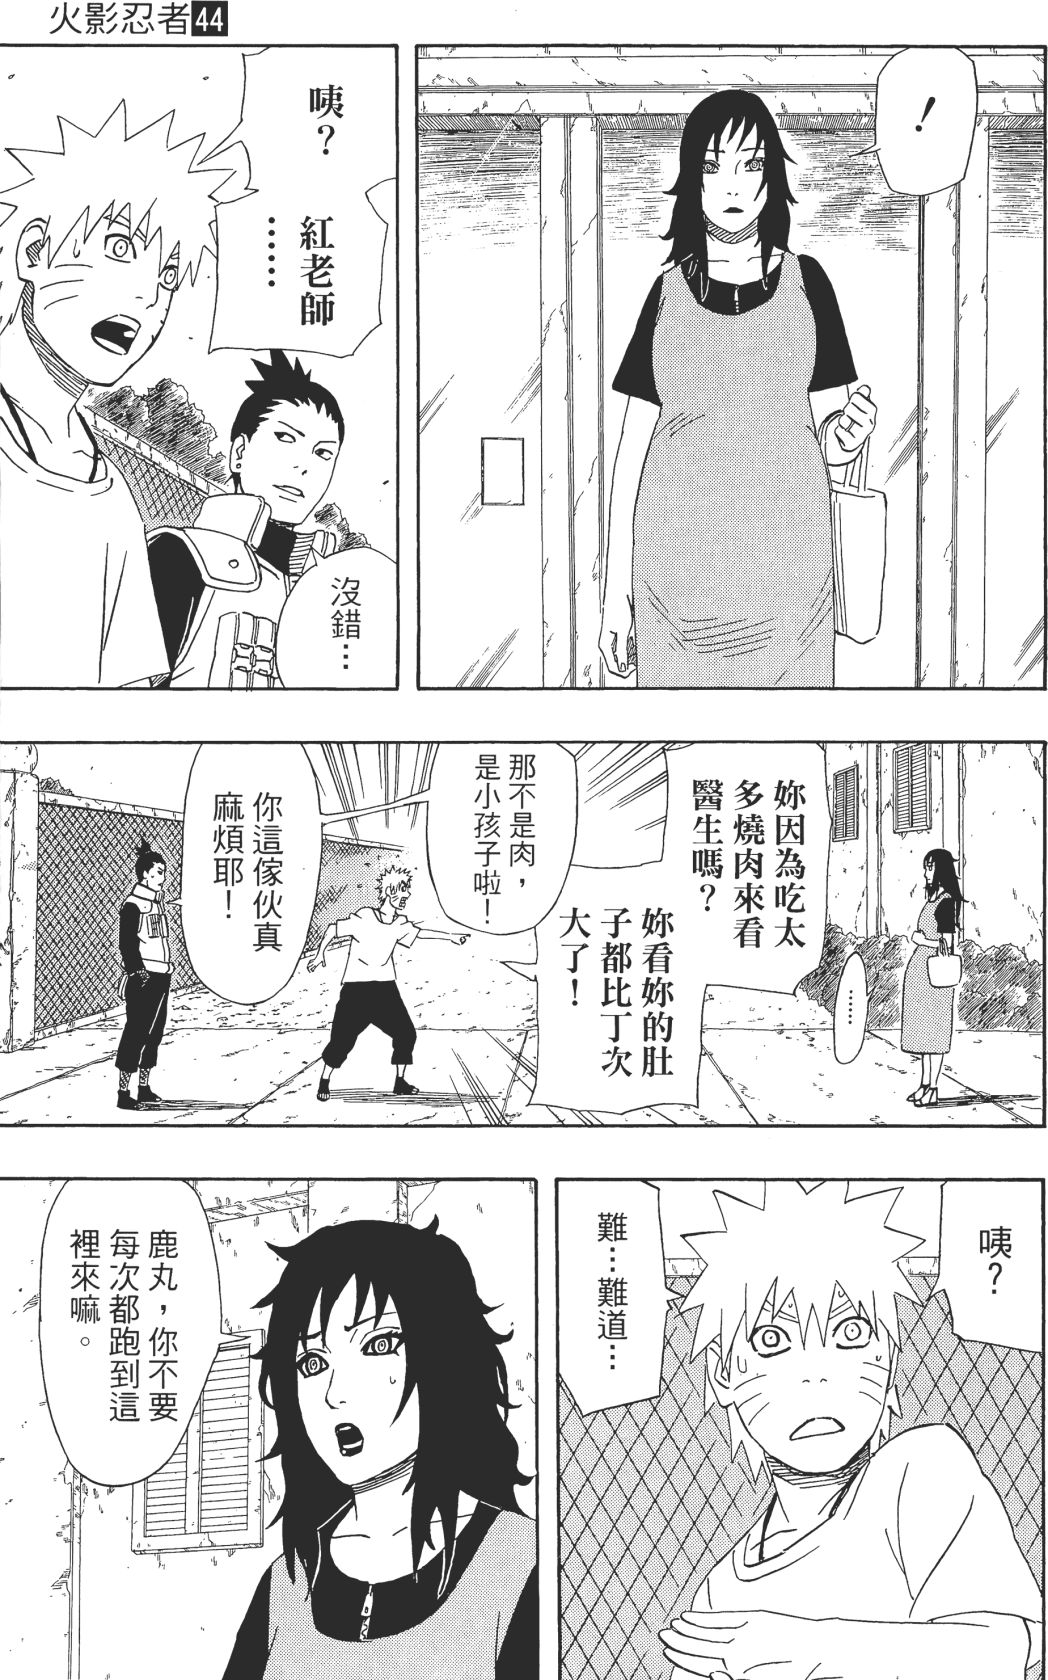 火影忍者44
！
咦？
紅老師
……
沒錯…
妳因為吃太
多燒肉來看
醫生嗎？
……
妳看妳的肚
子都比丁次
大了！
那不是肉，
是小孩子啦！
你這傢伙真
麻煩耶！
咦？
難…難道…
鹿丸，你不要
每次都跑到這
裡來嘛。